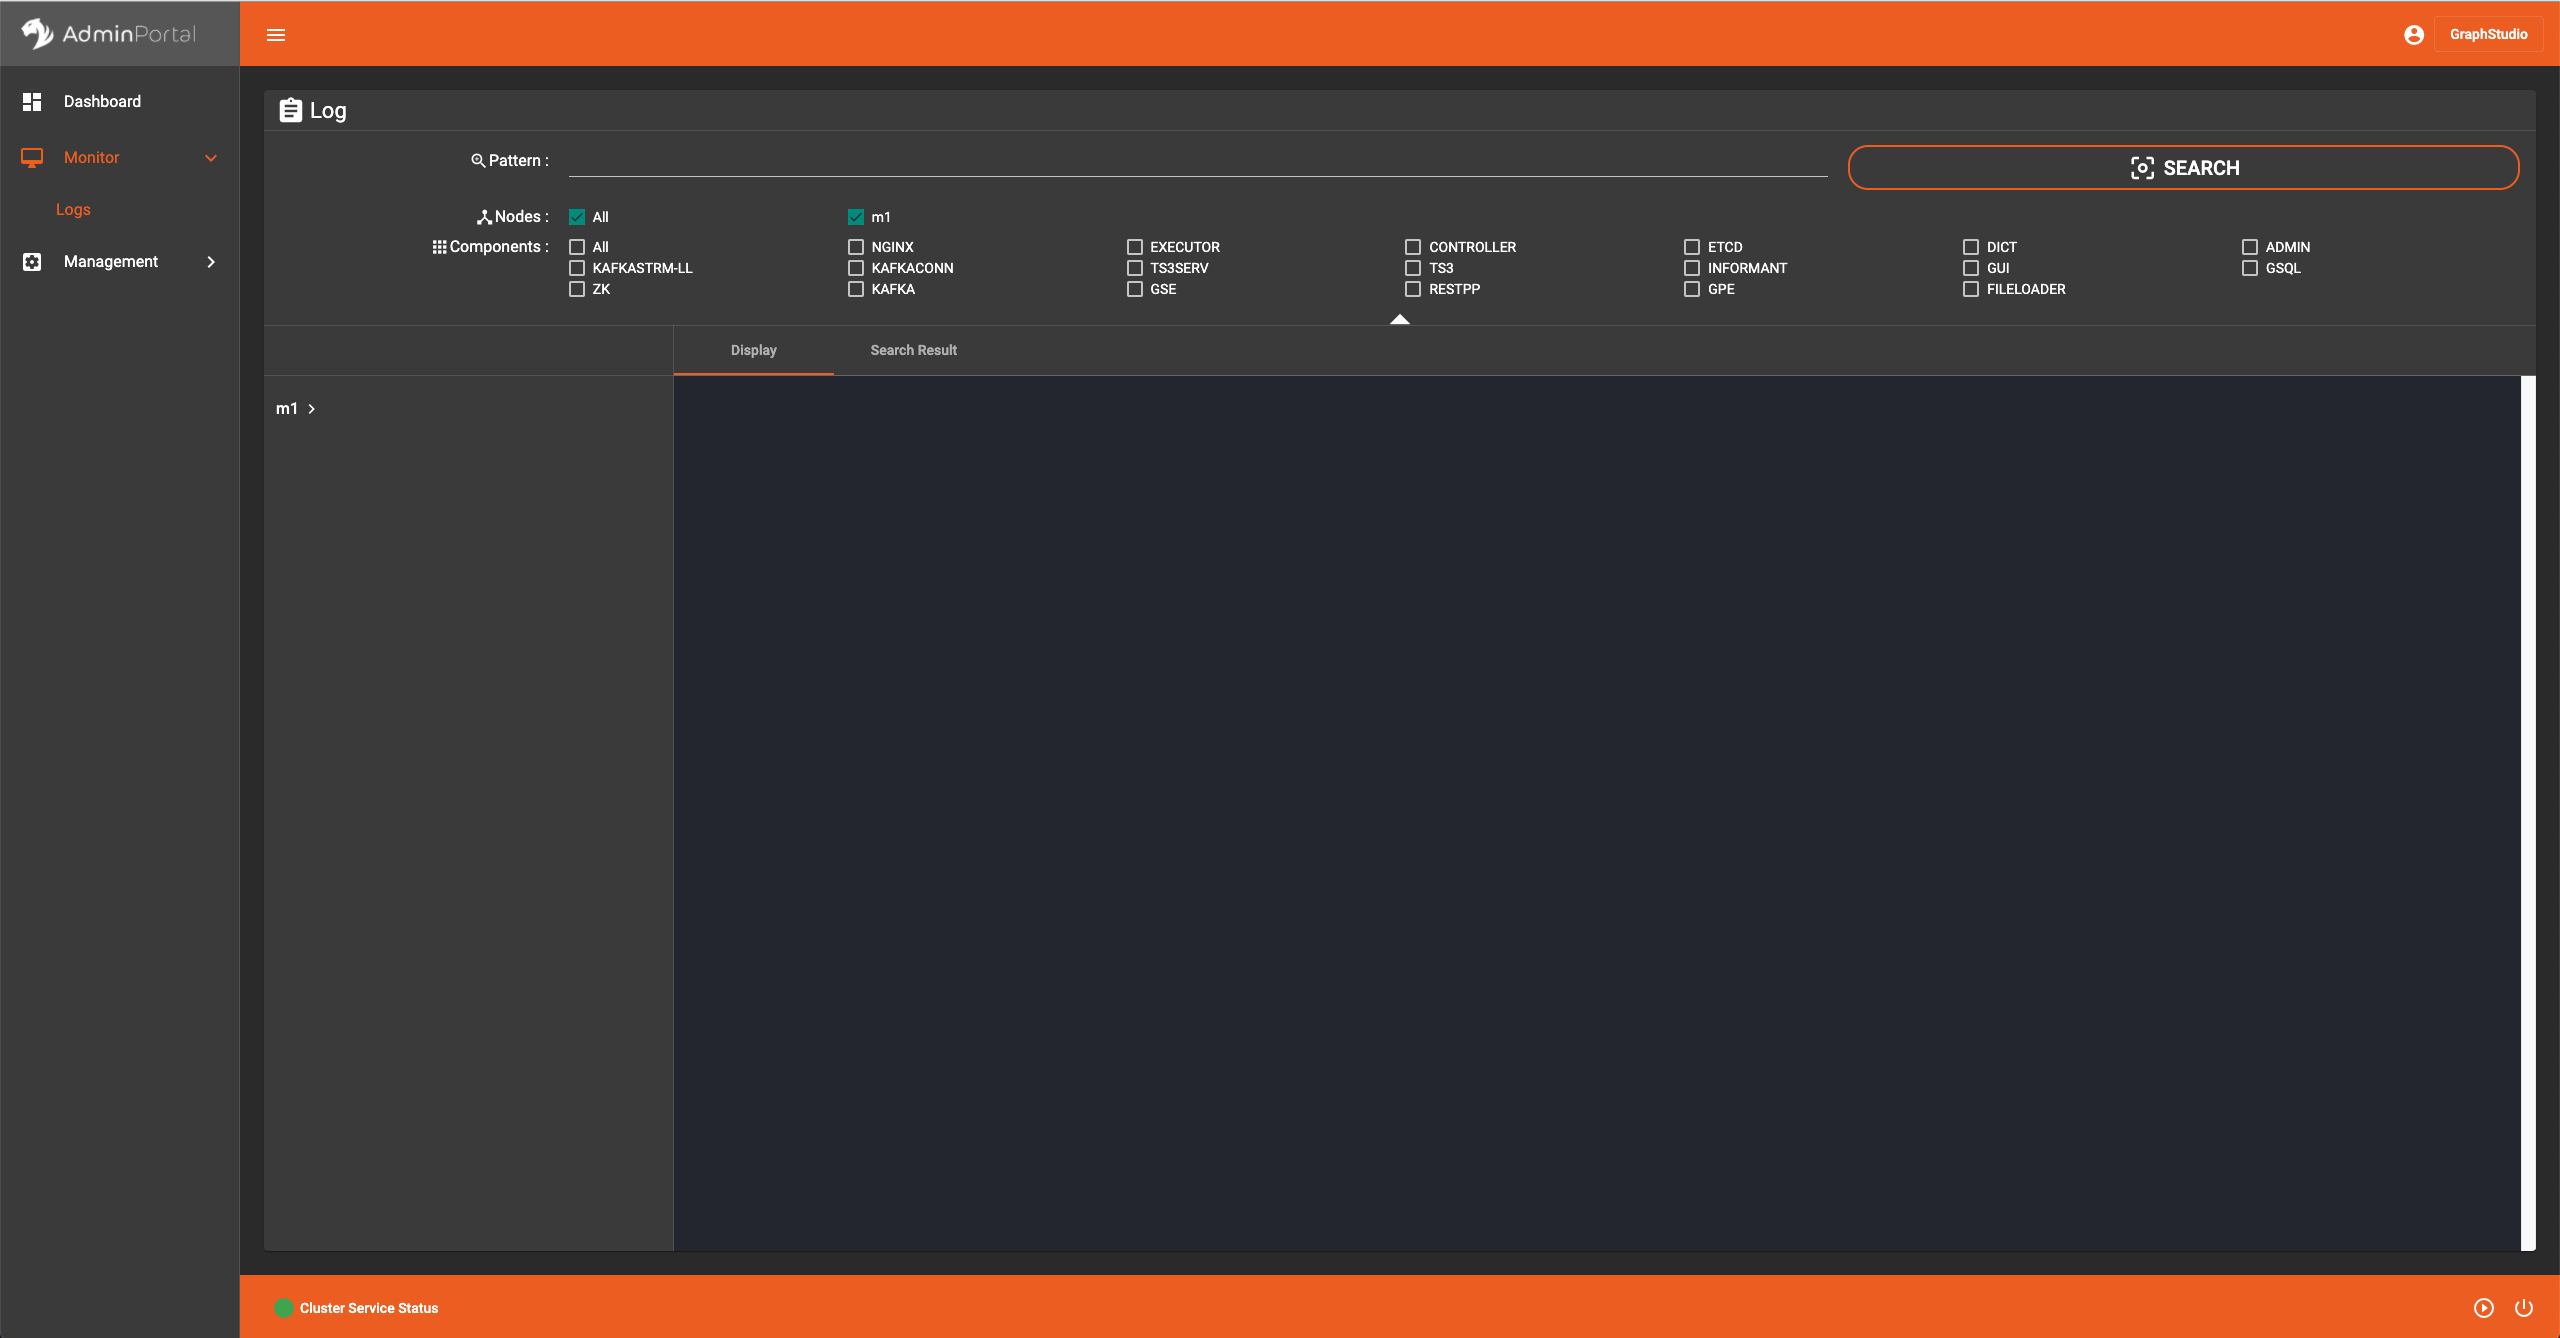 AdminPortal
GraphStudio
Dashboard
Monitor
Logs
Management
Log
Pattern :
SEARCH
Nodes : All m1
Components : All NGINX EXECUTOR CONTROLLER ETCD DICT ADMIN
KAFKASTRM-LL KAFKACONN TS3SERV TS3 INFORMANT GUI GSQL
ZK KAFKA GSE RESTPP GPE FILELOADER
Display Search Result
m1
Cluster Service Status